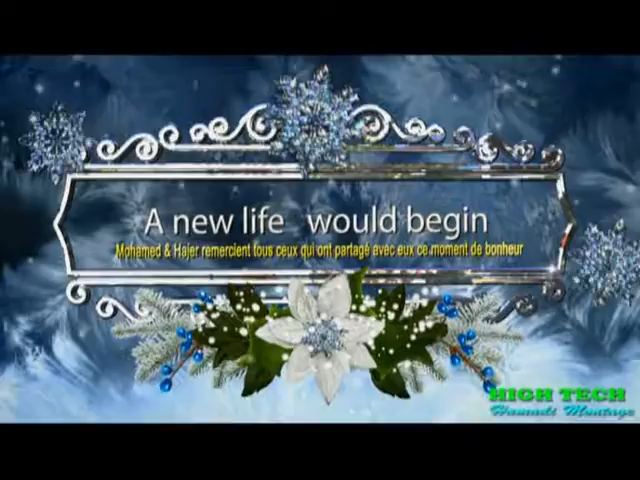 A new life would begin
Mohamed & Hajer remercient tous ceux qui ont partagé avec eux ce moment de bonheur
HIGH TECH
Hamadi Montage